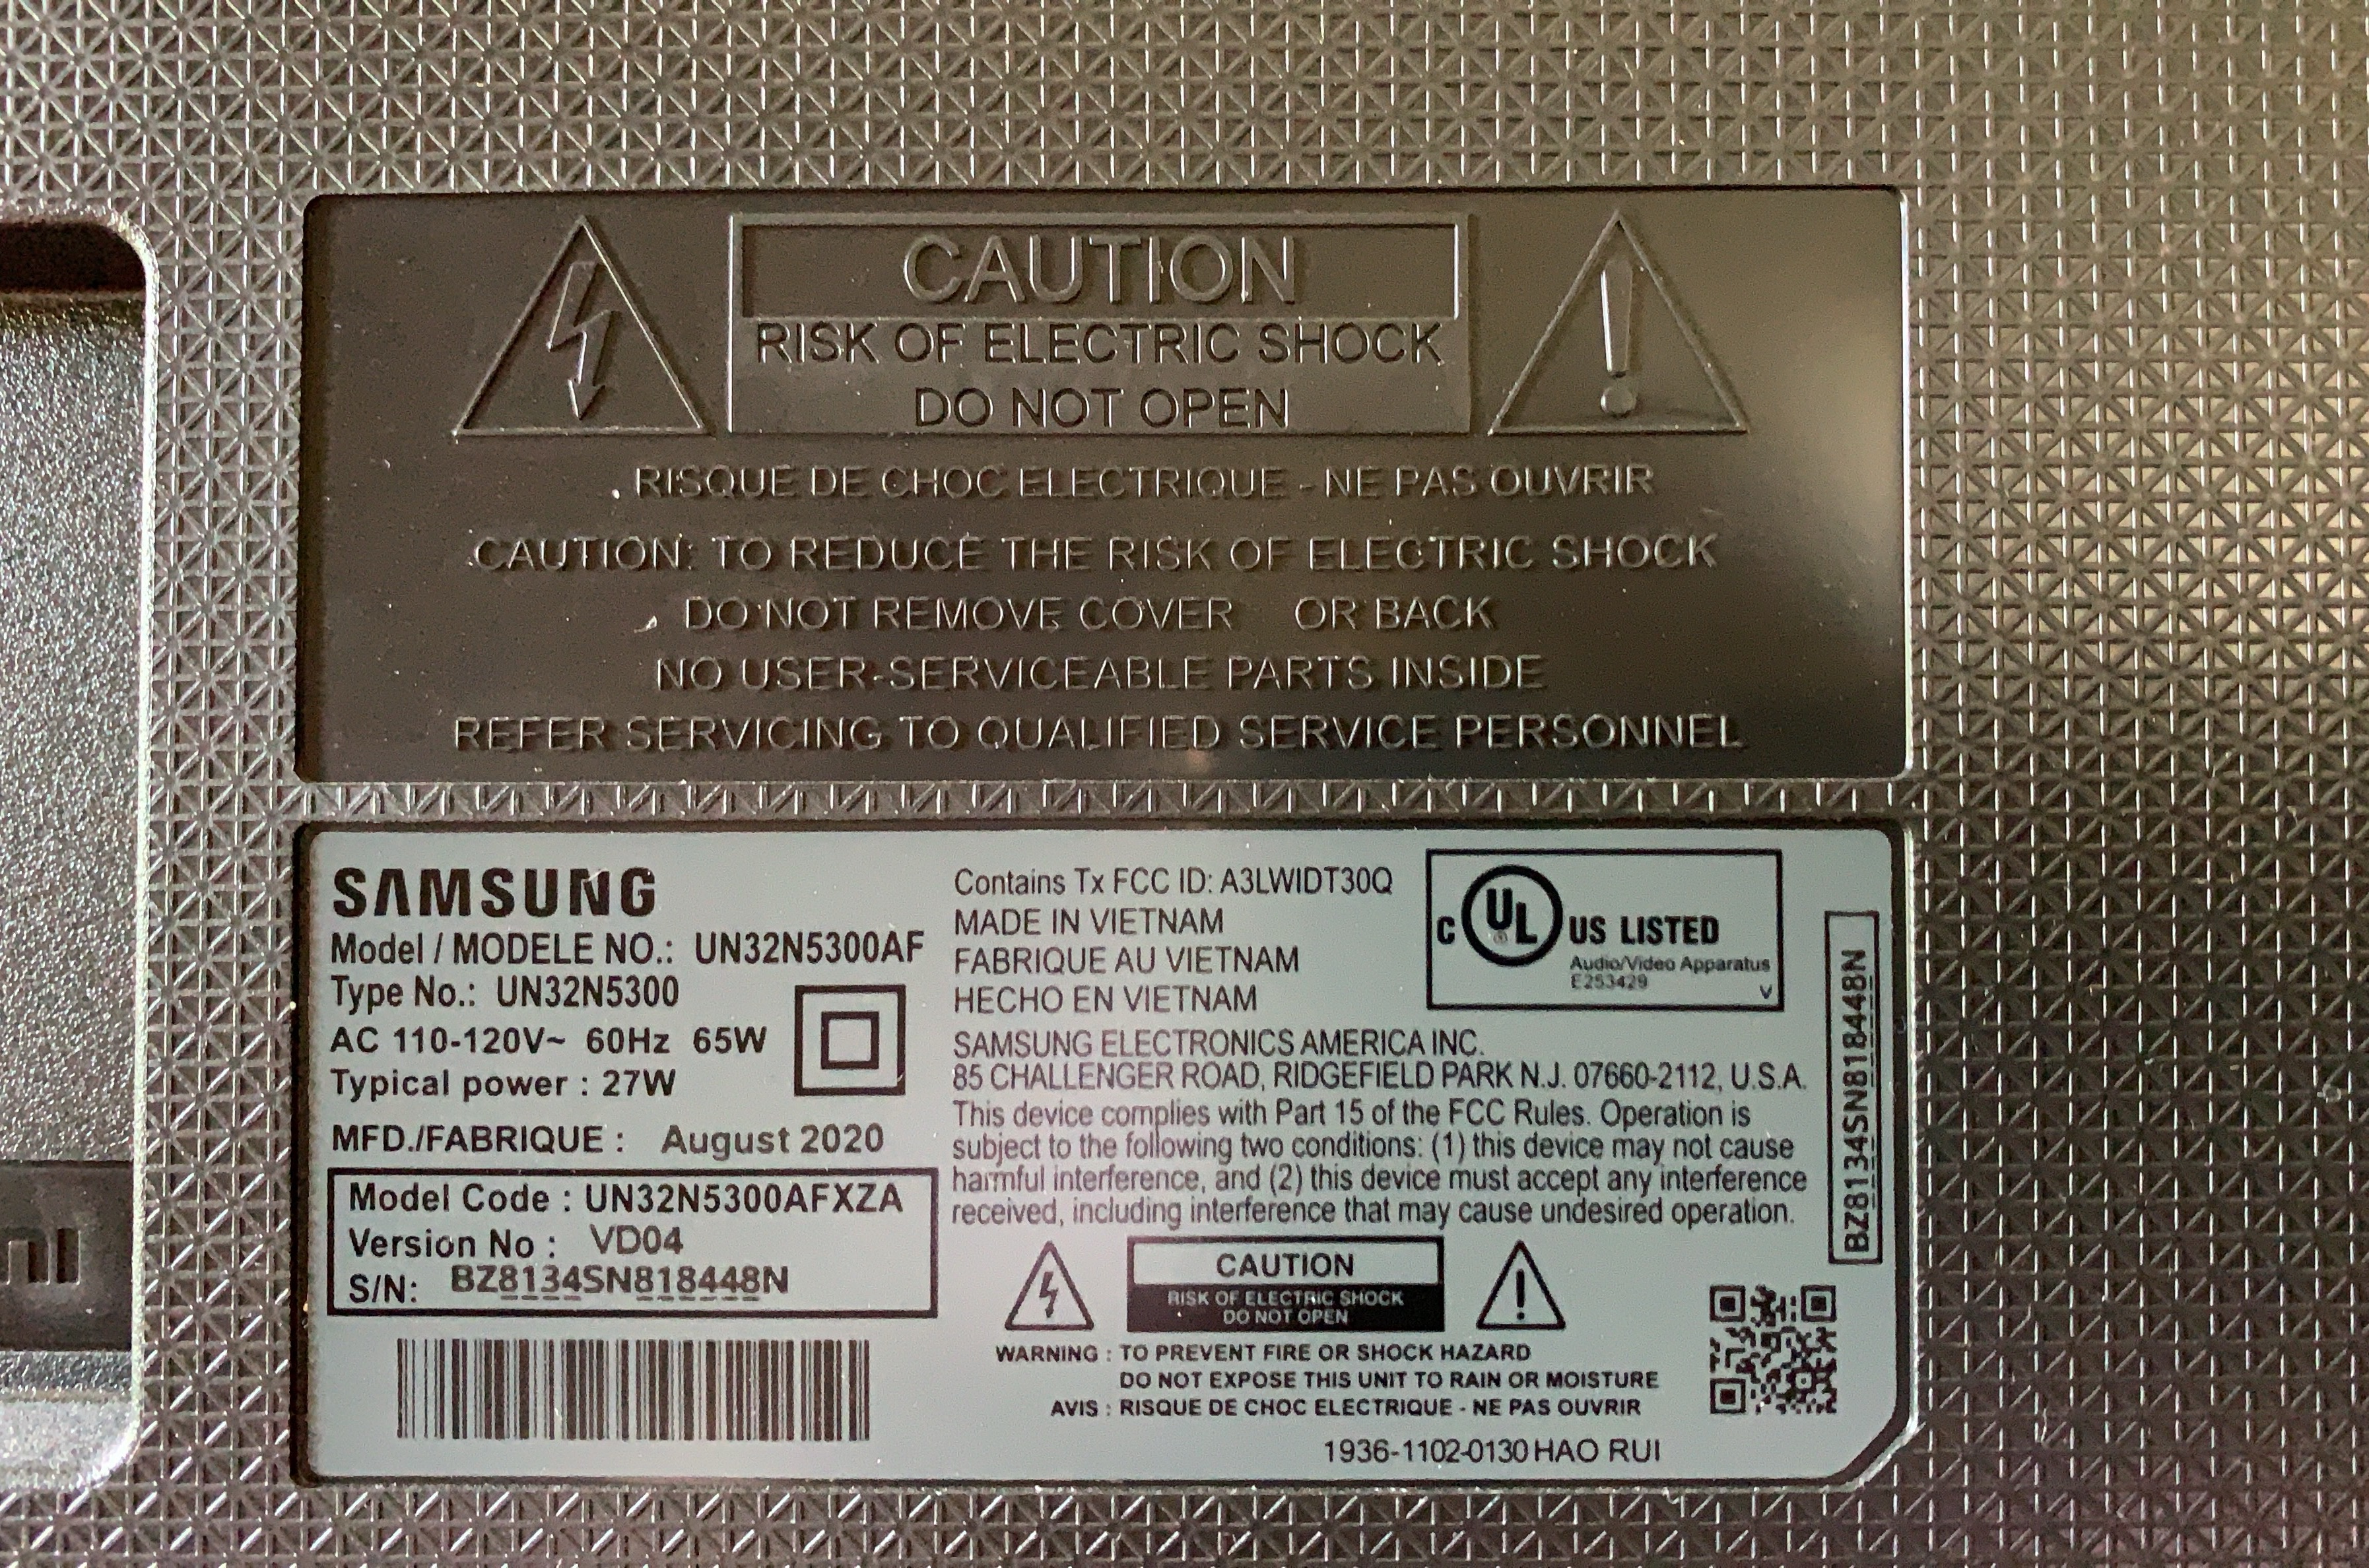 CAUTION
RISK OF ELECTRIC SHOCK
DO NOT OPEN
RISQUE DE CHOC ELECTRIQUE - NE PAS OUVRIR
CAUTION: TO REDUCE THE RISK OF ELECTRIC SHOCK
DO NOT REMOVE COVER OR BACK
NO USER-SERVICEABLE PARTS INSIDE
REFER SERVICING TO QUALIFIED SERVICE PERSONNEL
SAMSUNG
Model / MODELE NO.: UN32N5300AF
Type No.: UN32N5300
AC 110-120V~ 60Hz 65W
Typical power : 27W
MFD./FABRIQUE : August 2020
Model Code : UN32N5300AFXZA
Version No : VD04
S/N: BZ8134SN818448N
Contains Tx FCC ID: A3LWIDT30Q
MADE IN VIETNAM
FABRIQUE AU VIETNAM
HECHO EN VIETNAM
C UL ® US LISTED
Audio/Video Apparatus
E253429
V
SAMSUNG ELECTRONICS AMERICA INC.
85 CHALLENGER ROAD, RIDGEFIELD PARK N.J. 07660-2112, U.S.A.
This device complies with Part 15 of the FCC Rules. Operation is
subject to the following two conditions: (1) this device may not cause
harmful interference, and (2) this device must accept any interference
received, including interference that may cause undesired operation.
CAUTION
RISK OF ELECTRIC SHOCK
DO NOT OPEN
WARNING : TO PREVENT FIRE OR SHOCK HAZARD
DO NOT EXPOSE THIS UNIT TO RAIN OR MOISTURE
AVIS : RISQUE DE CHOC ELECTRIQUE - NE PAS OUVRIR
1936-1102-0130 HAO RUI
BZ8134SN818448N